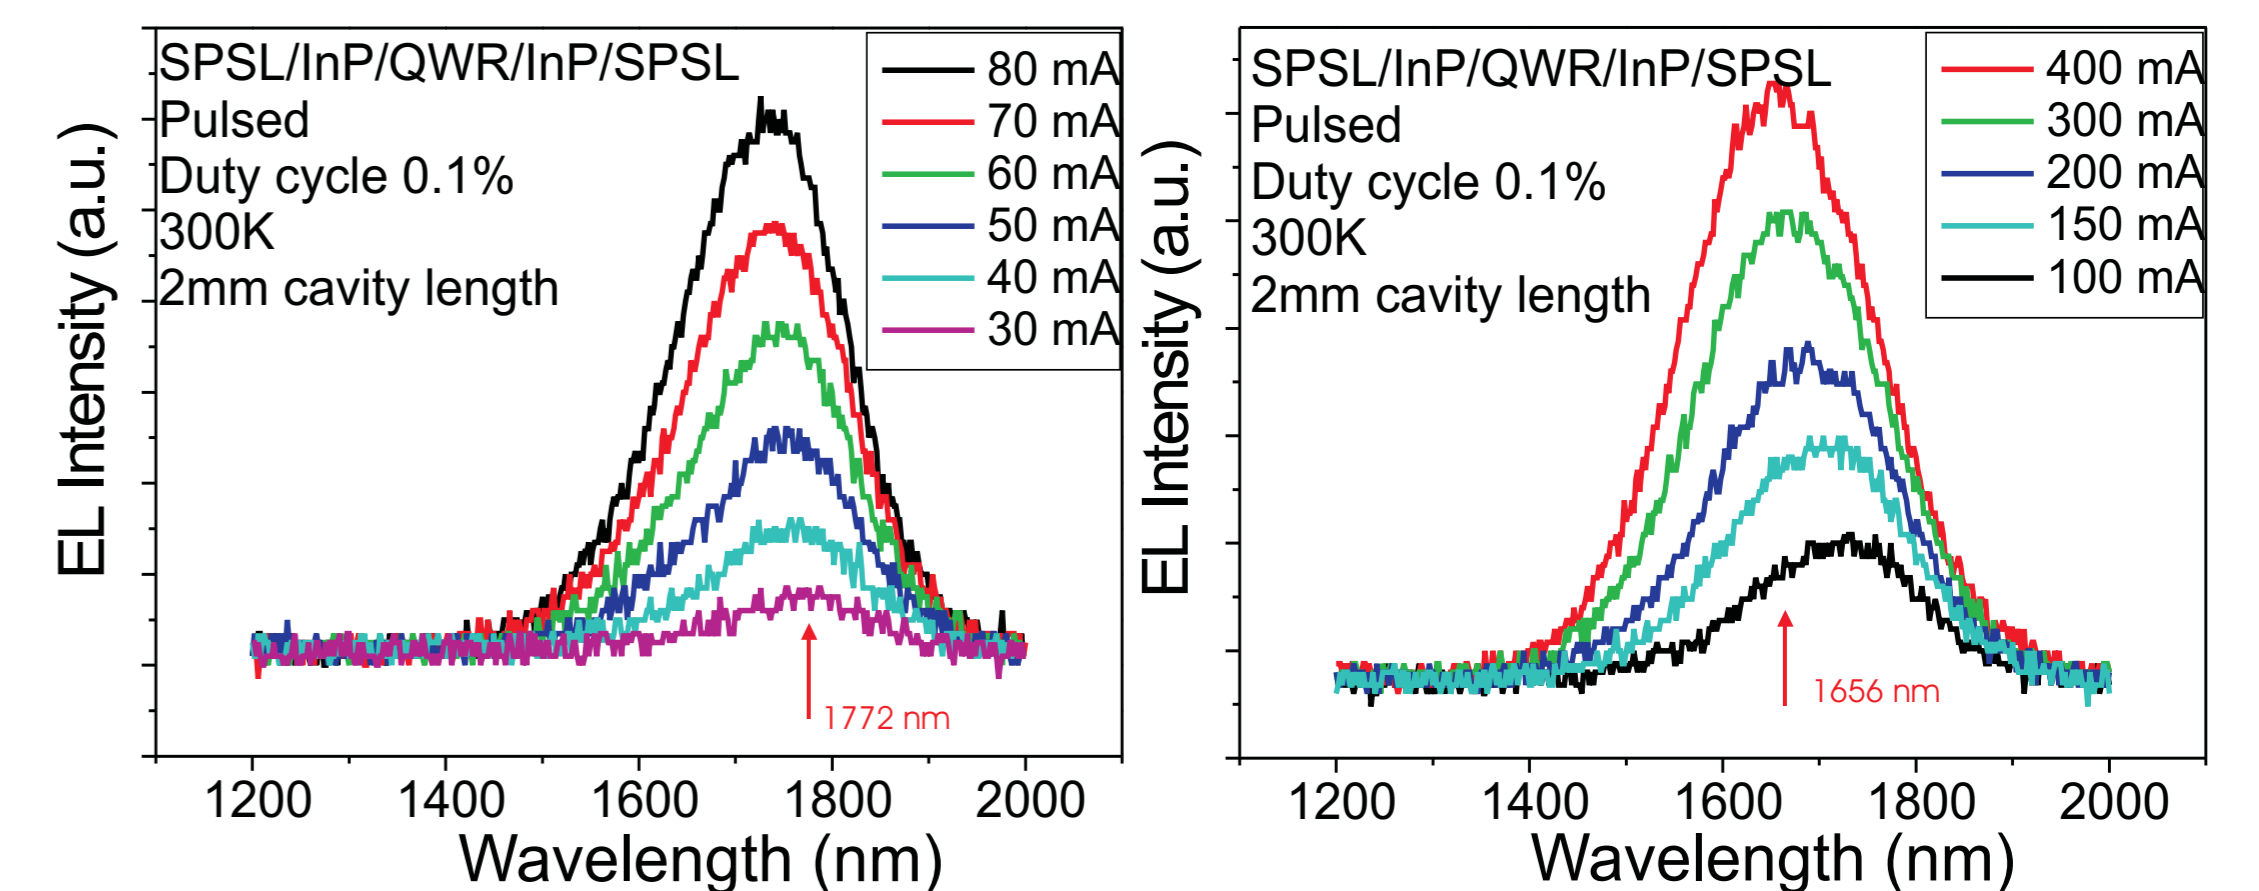 SPSL/InP/QWR/InP/SPSL
Pulsed
Duty cycle 0.1%
300K
2mm cavity length
80 mA
70 mA
60 mA
50 mA
40 mA
30 mA
1772 nm
EL Intensity (a.u.)
1200 1400 1600 1800 2000
Wavelength (nm)
SPSL/InP/QWR/InP/SPSL
Pulsed
Duty cycle 0.1%
300K
2mm cavity length
400 mA
300 mA
200 mA
150 mA
100 mA
1656 nm
EL Intensity (a.u.)
1200 1400 1600 1800 2000
Wavelength (nm)